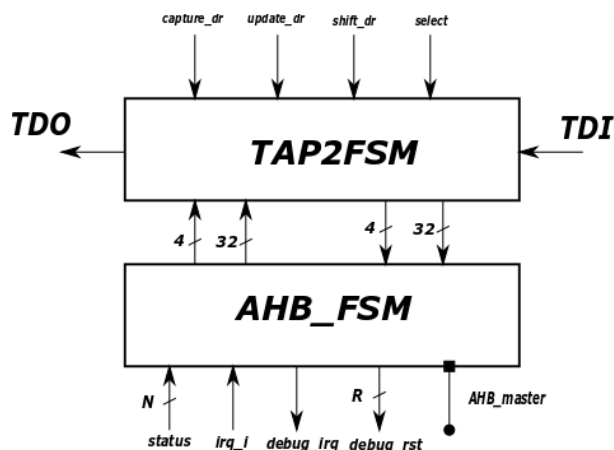 capture_dr update_dr shift_dr select
TDO TDI
TAP2FSM
4 32 4 32
AHB_FSM
N R AHB_master
status irq_i debug_irq debug_rst